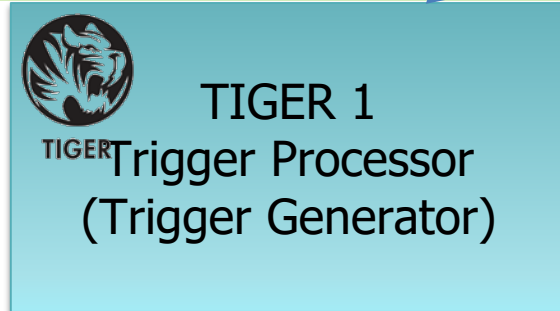 TIGER 1
TIGER
Trigger Processor
(Trigger Generator)